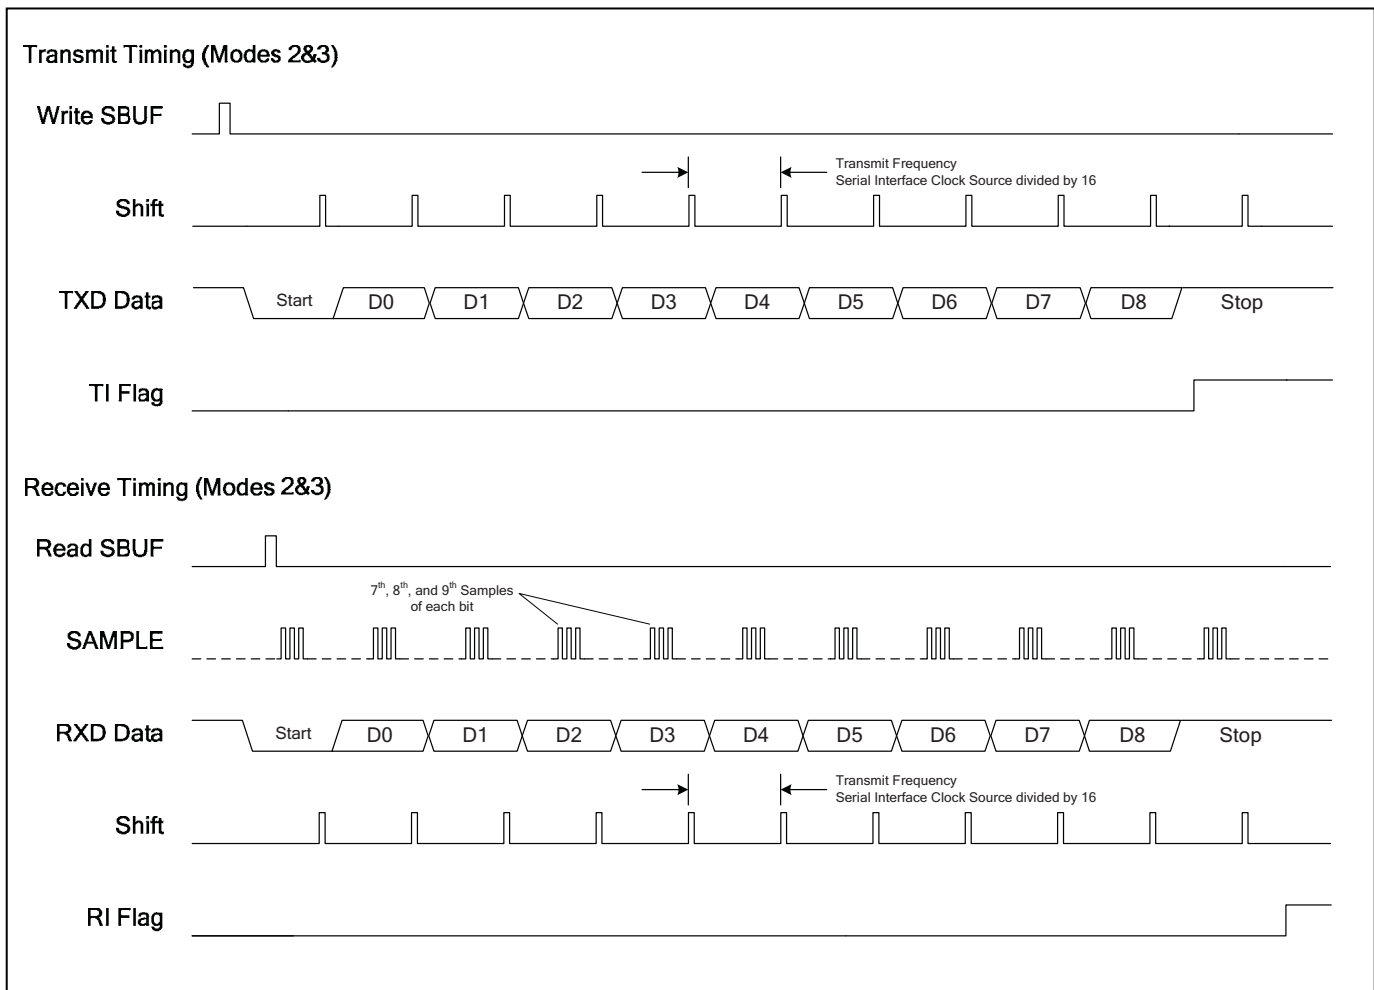 Transmit Timing (Modes 2&3)
Write SBUF
Transmit Frequency
Serial Interface Clock Source divided by 16
Shift
TXD Data Start D0 D1 D2 D3 D4 D5 D6 D7 D8 Stop
TI Flag
Receive Timing (Modes 2&3)
Read SBUF
7th, 8th, and 9th Samples
of each bit
SAMPLE
RXD Data Start D0 D1 D2 D3 D4 D5 D6 D7 D8 Stop
Transmit Frequency
Serial Interface Clock Source divided by 16
Shift
RI Flag